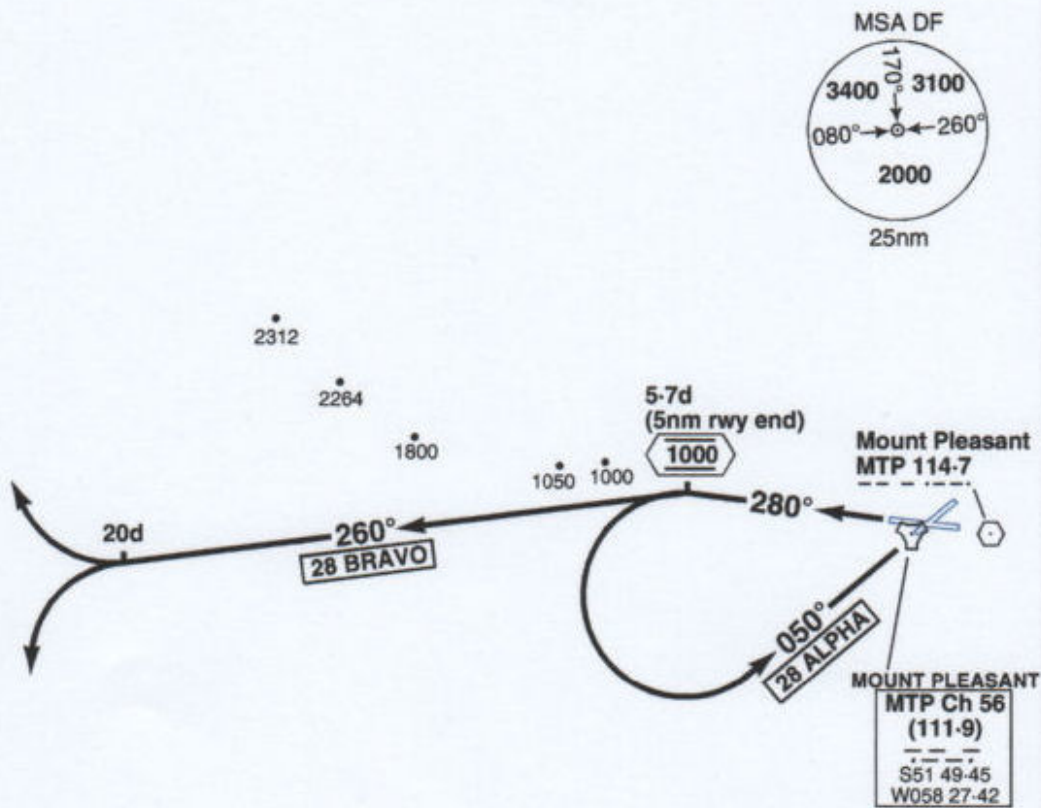 MSA DF
170°
3400
3100
080°
260°
2000
25nm
2312
2264
1800
1050
1000
5·7d
(5nm rwy end)
1000
Mount Pleasant
MTP 114·7
280°
20d
260°
28 BRAVO
050°
28 ALPHA
MOUNT PLEASANT
MTP Ch 56
(111·9)
S51 49·45
W058 27·42